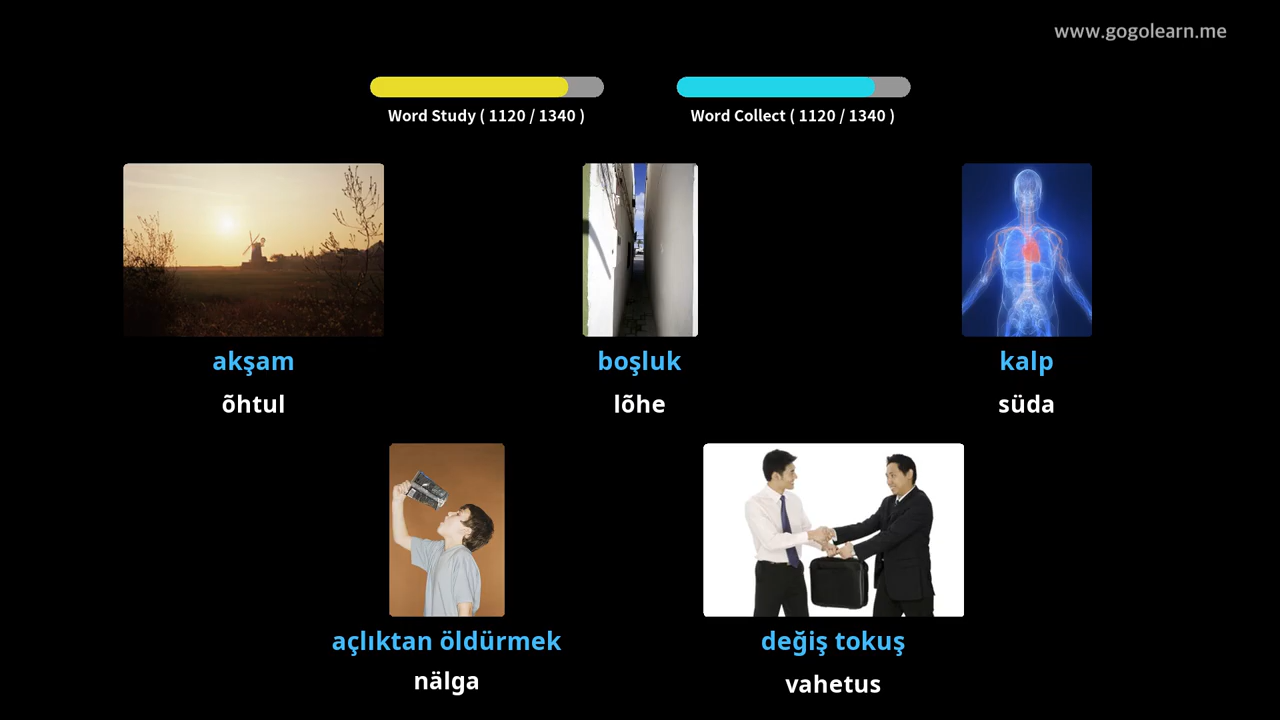 www.gogolearn.me
Word Study ( 1120 / 1340 )
Word Collect ( 1120 / 1340 )
akşam
boşluk
kalp
õhtul
lõhe
süda
açlıktan öldürmek
değiş tokuş
nälga
vahetus